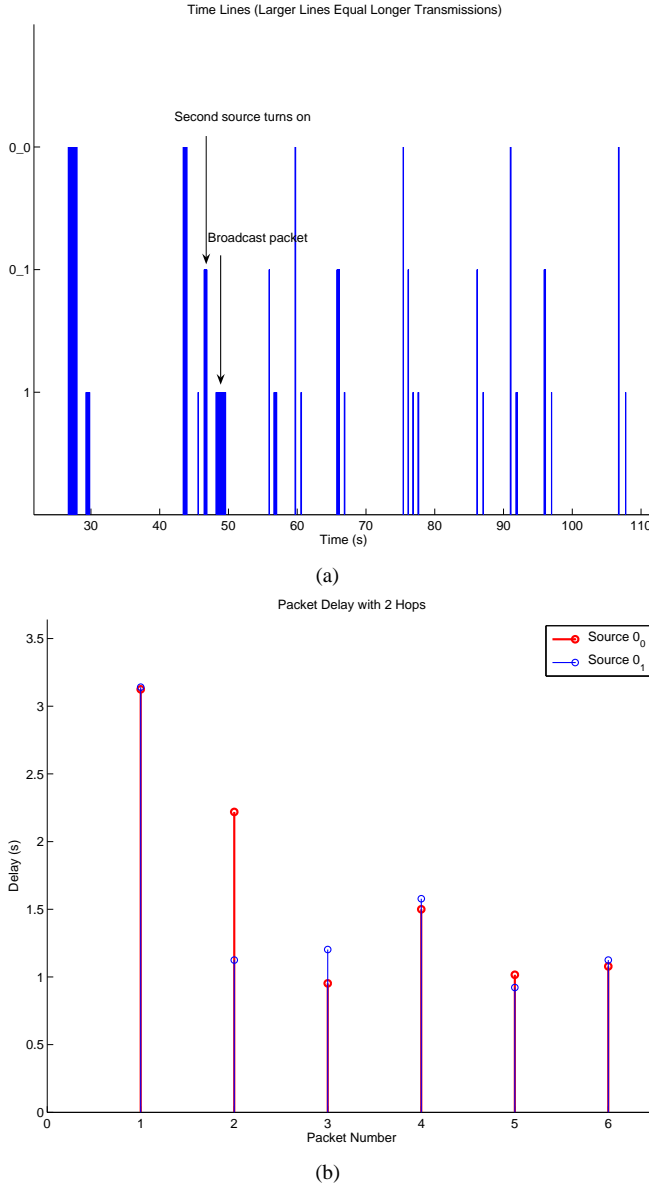 Time Lines (Larger Lines Equal Longer Transmissions)
Second source turns on
0_0
Broadcast packet
0_1
1
30 40 50 60 70 80 90 100 110
Time (s)
(a)
Packet Delay with 2 Hops
Source 0_0
Source 0_1
3.5
3
2.5
2
1.5
1
0.5
0
Delay (s)
0 1 2 3 4 5 6
Packet Number
(b)